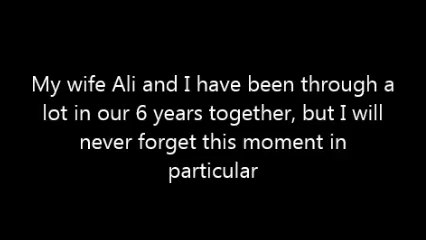 My wife Ali and I have been through a
lot in our 6 years together, but I will
never forget this moment in
particular